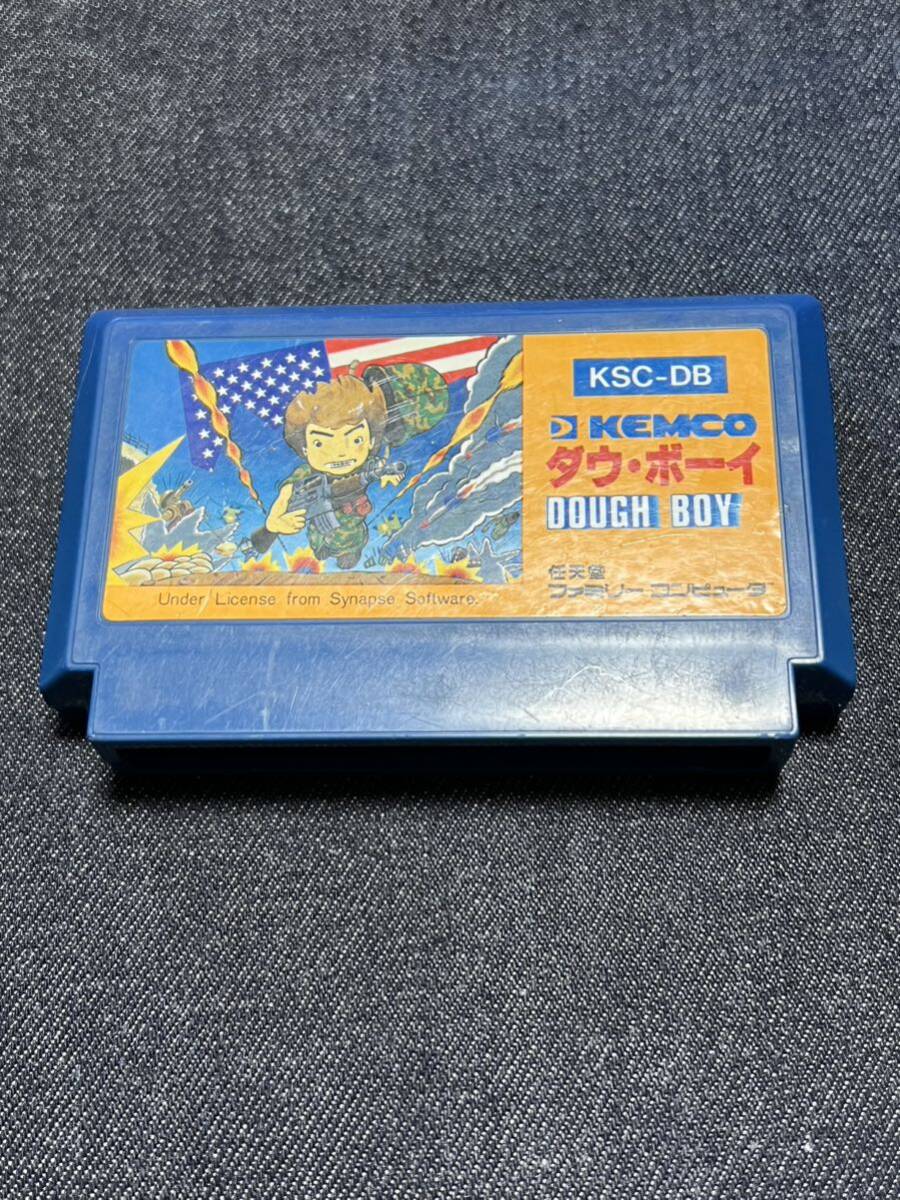 KSC-DB
KEMCO
ダウ・ボーイ
DOUGH BOY
任天堂
ファミリーコンピュータ
Under License from Synapse Software.